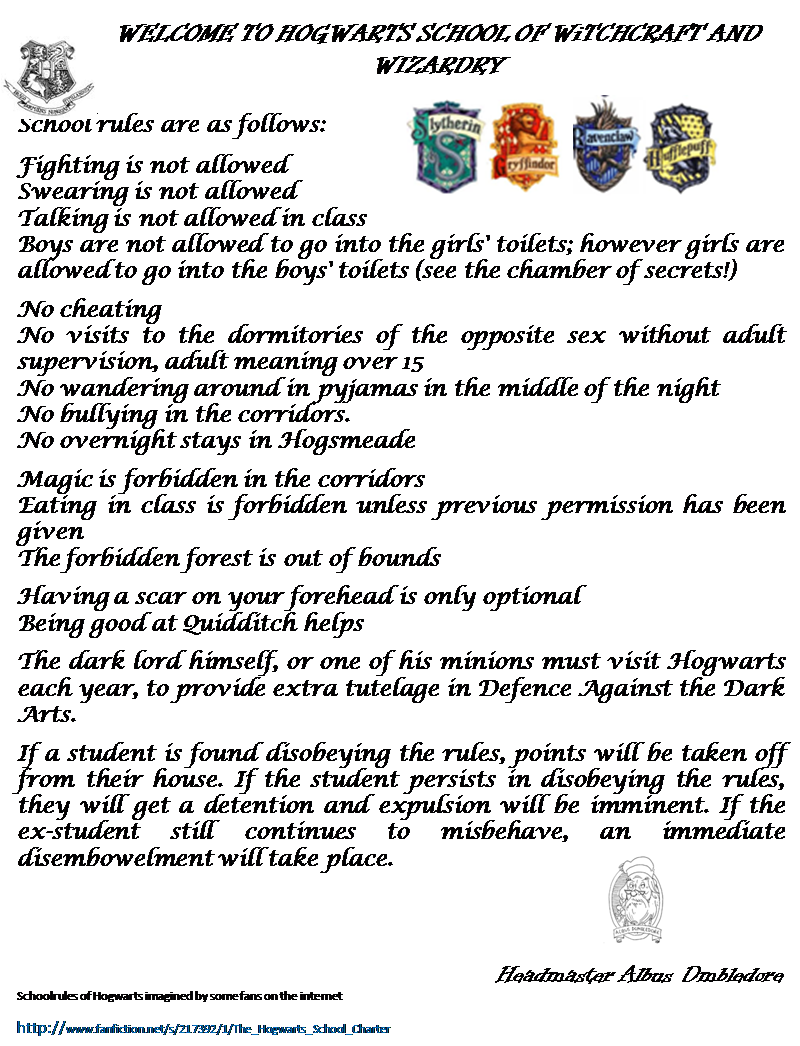 WELCOME TO HOGWARTS SCHOOL OF WiTCHCRAFT AND
WIZARDRY
School rules are as follows:
Slytherin
Gryffindor
Ravenclaw
Hufflepuff
Fighting is not allowed
Swearing is not allowed
Talking is not allowed in class
Boys are not allowed to go into the girls' toilets; however girls are
allowed to go into the boys' toilets (see the chamber of secrets!)
No cheating
No visits to the dormitories of the opposite sex without adult
supervision, adult meaning over 15
No wandering around in pyjamas in the middle of the night
No bullying in the corridors.
No overnight stays in Hogsmeade
Magic is forbidden in the corridors
Eating in class is forbidden unless previous permission has been
given
The forbidden forest is out of bounds
Having a scar on your forehead is only optional
Being good at Quidditch helps
The dark lord himself, or one of his minions must visit Hogwarts
each year, to provide extra tutelage in Defence Against the Dark
Arts.
If a student is found disobeying the rules, points will be taken off
from their house. If the student persists in disobeying the rules,
they will get a detention and expulsion will be imminent. If the
ex-student still continues to misbehave, an immediate
disembowelment will take place.
ALBUS DUMBLEDORE
Headmaster Albus Dmbledore
School rules of Hogwarts imagined by some fans on the internet
http://www.fanfiction.net/s/217392/1/The_Hogwarts_School_Charter